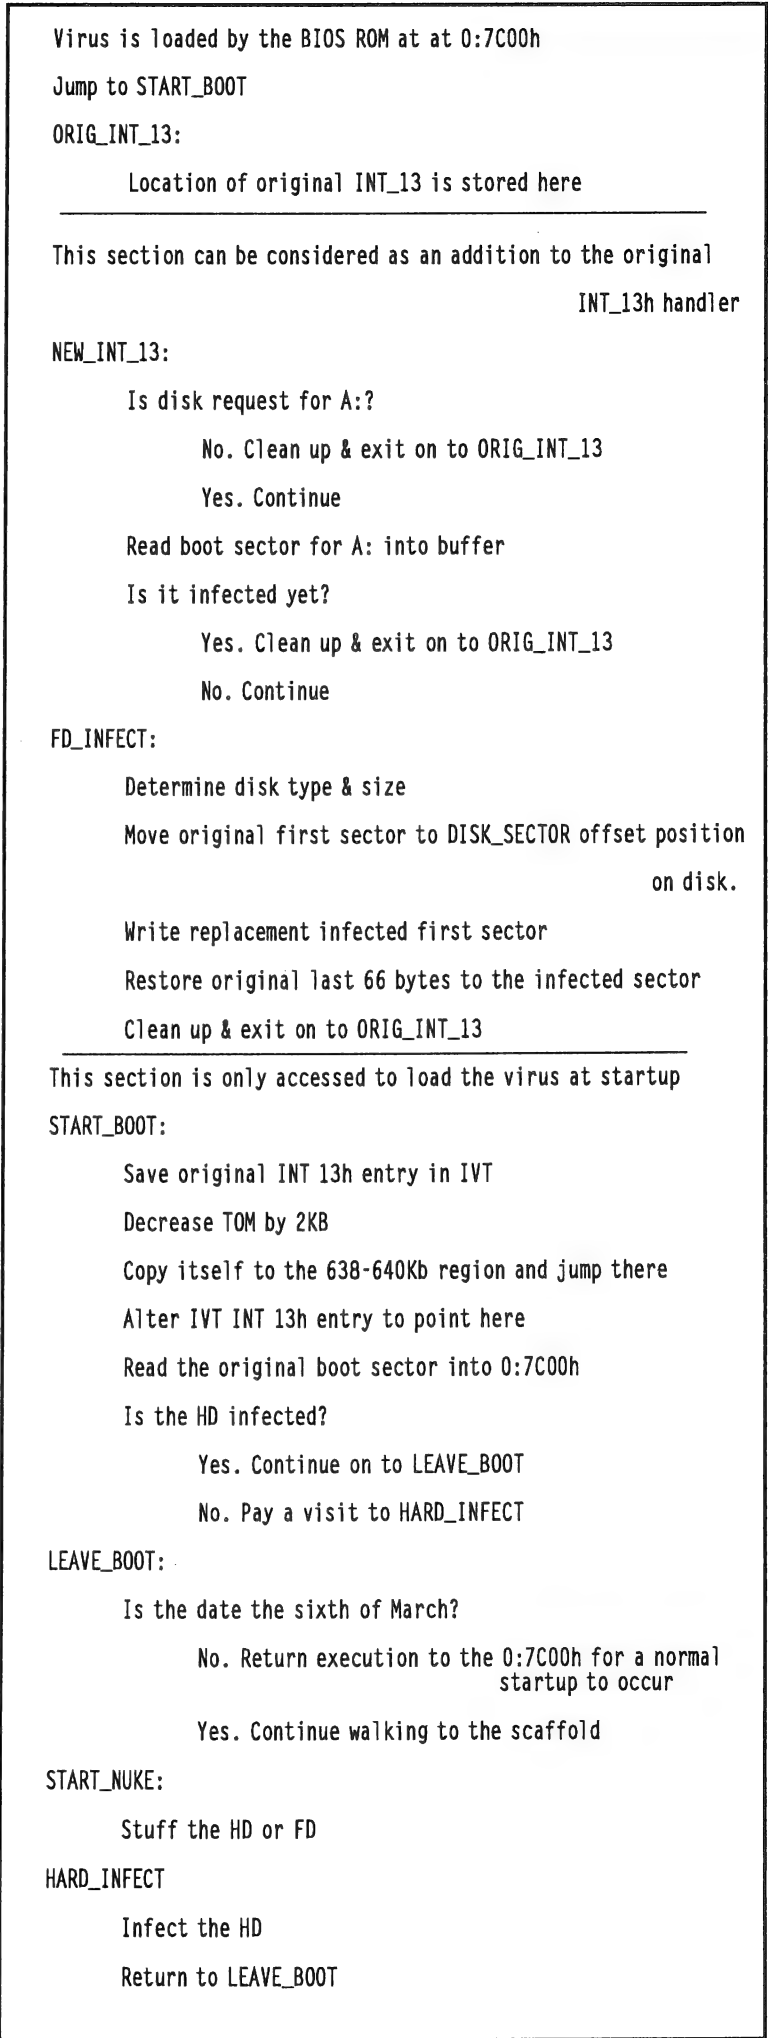 Virus is loaded by the BIOS ROM at at 0:7C00h
Jump to START_BOOT
ORIG_INT_13:
Location of original INT_13 is stored here
This section can be considered as an addition to the original
INT_13h handler
NEW_INT_13:
Is disk request for A:?
No. Clean up & exit on to ORIG_INT_13
Yes. Continue
Read boot sector for A: into buffer
Is it infected yet?
Yes. Clean up & exit on to ORIG_INT_13
No. Continue
FD_INFECT:
Determine disk type & size
Move original first sector to DISK_SECTOR offset position
on disk.
Write replacement infected first sector
Restore original last 66 bytes to the infected sector
Clean up & exit on to ORIG_INT_13
This section is only accessed to load the virus at startup
START_BOOT:
Save original INT 13h entry in IVT
Decrease TOM by 2KB
Copy itself to the 638-640Kb region and jump there
Alter IVT INT 13h entry to point here
Read the original boot sector into 0:7C00h
Is the HD infected?
Yes. Continue on to LEAVE_BOOT
No. Pay a visit to HARD_INFECT
LEAVE_BOOT:
Is the date the sixth of March?
No. Return execution to the 0:7C00h for a normal
startup to occur
Yes. Continue walking to the scaffold
START_NUKE:
Stuff the HD or FD
HARD_INFECT
Infect the HD
Return to LEAVE_BOOT